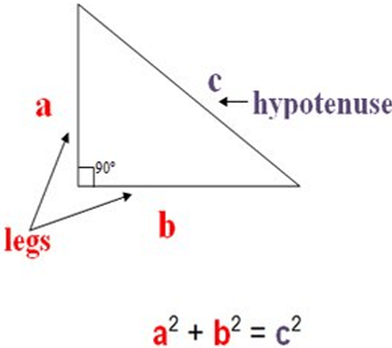 c
hypotenuse
a
90°
b
legs
a² + b² = c²